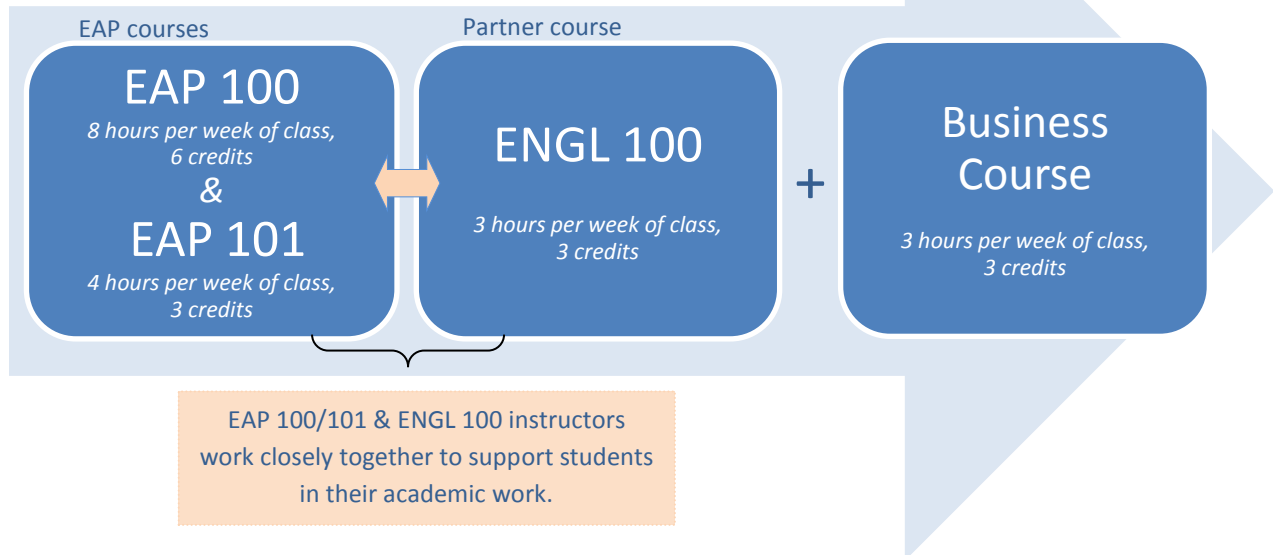 EAP courses
EAP 100
8 hours per week of class,
6 credits
&
EAP 101
4 hours per week of class,
3 credits
Partner course
ENGL 100
3 hours per week of class,
3 credits
+
Business
Course
3 hours per week of class,
3 credits
EAP 100/101 & ENGL 100 instructors
work closely together to support students
in their academic work.